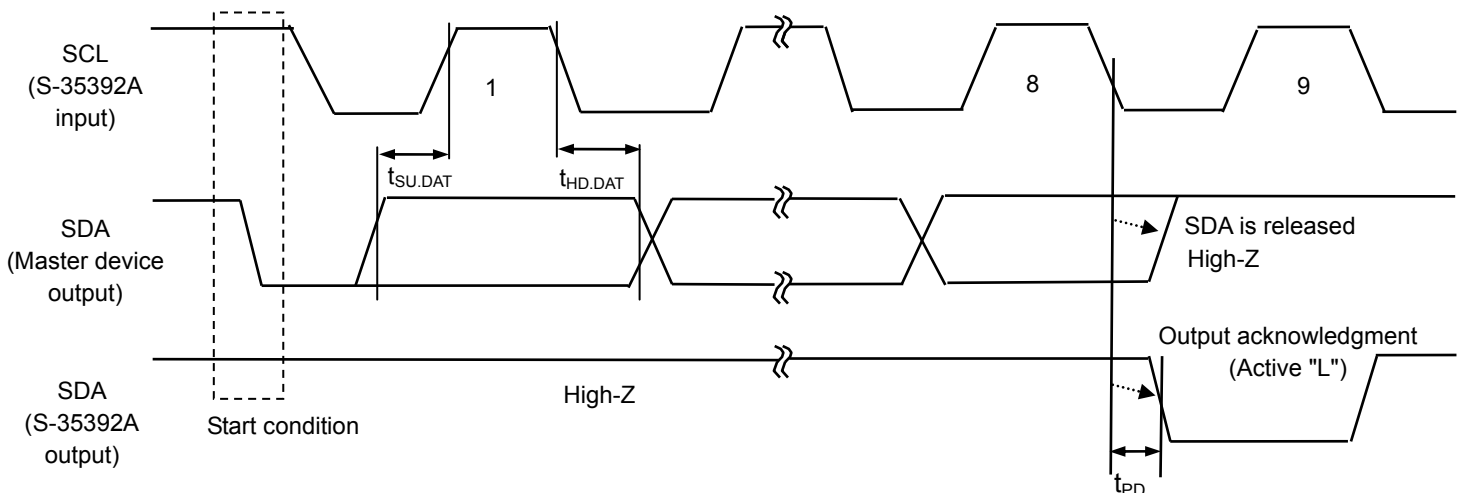 SCL
(S-35392A
input)
1
8
9
tSU.DAT
tHD.DAT
SDA
(Master device
output)
SDA is released
High-Z
Output acknowledgment
(Active "L")
SDA
(S-35392A
output)
Start condition
High-Z
tPD